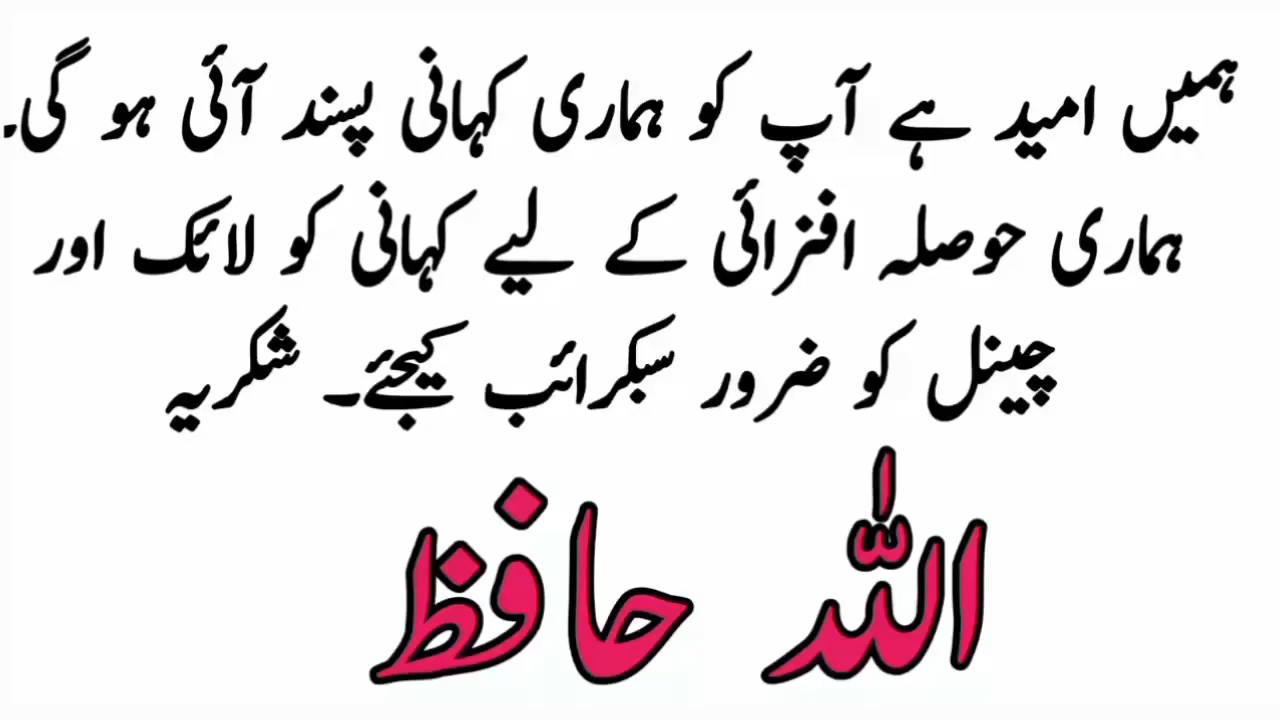 ہمیں امید ہے آپ کو ہماری کہانی پسند آئی ہو گی.
ہماری حوصلہ افزائی کے لیے کہانی کو لائک اور
چینل کو ضرور سبکرائب کیجئے۔ شکریہ
اللہ حافظ